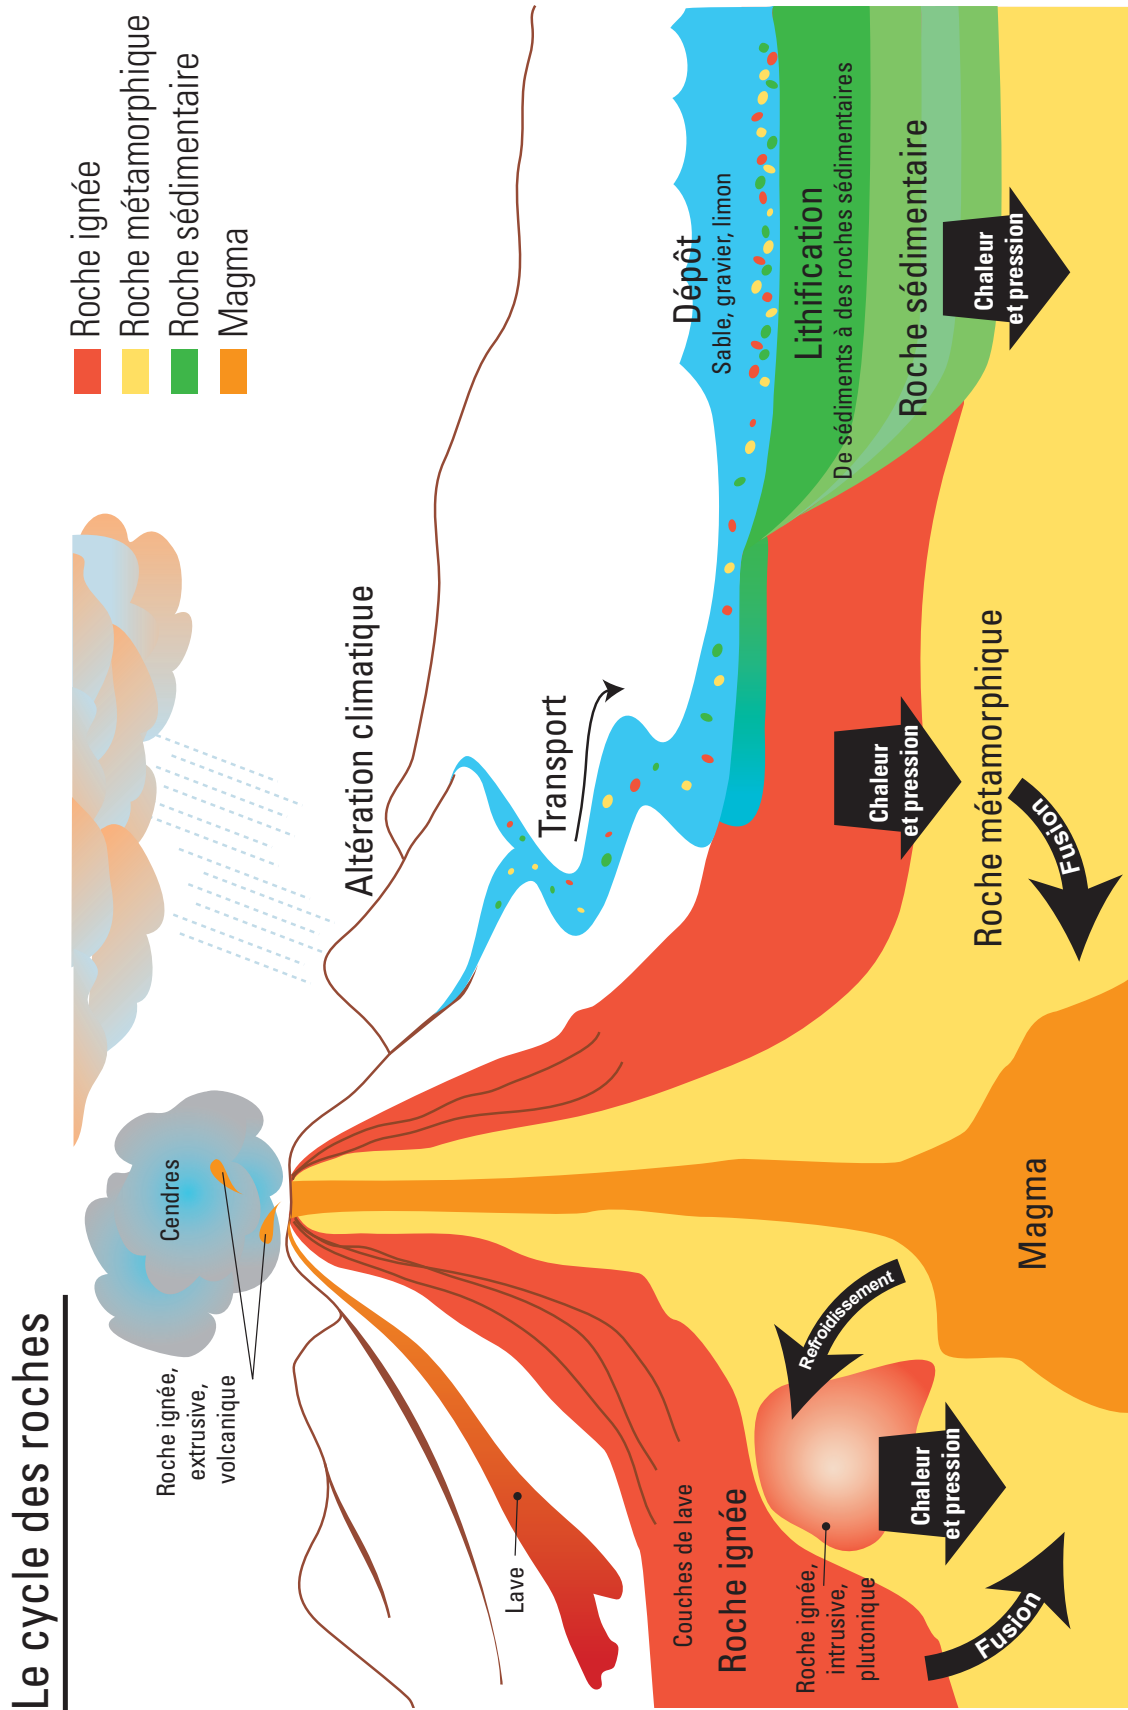 Le cycle des roches
Roche ignée
Roche métamorphique
Roche sédimentaire
Magma
Cendres
Roche ignée,
extrusive,
volcanique
Altération climatique
Lave
Transport
Dépôt
Sable, gravier, limon
Lithification
De sédiments à des roches sédimentaires
Roche sédimentaire
Chaleur
et pression
Couches de lave
Roche ignée
Roche ignée,
intrusive,
plutonique
Refroidissement
Chaleur
et pression
Roche métamorphique
Fusion
Chaleur
et pression
Fusion
Magma